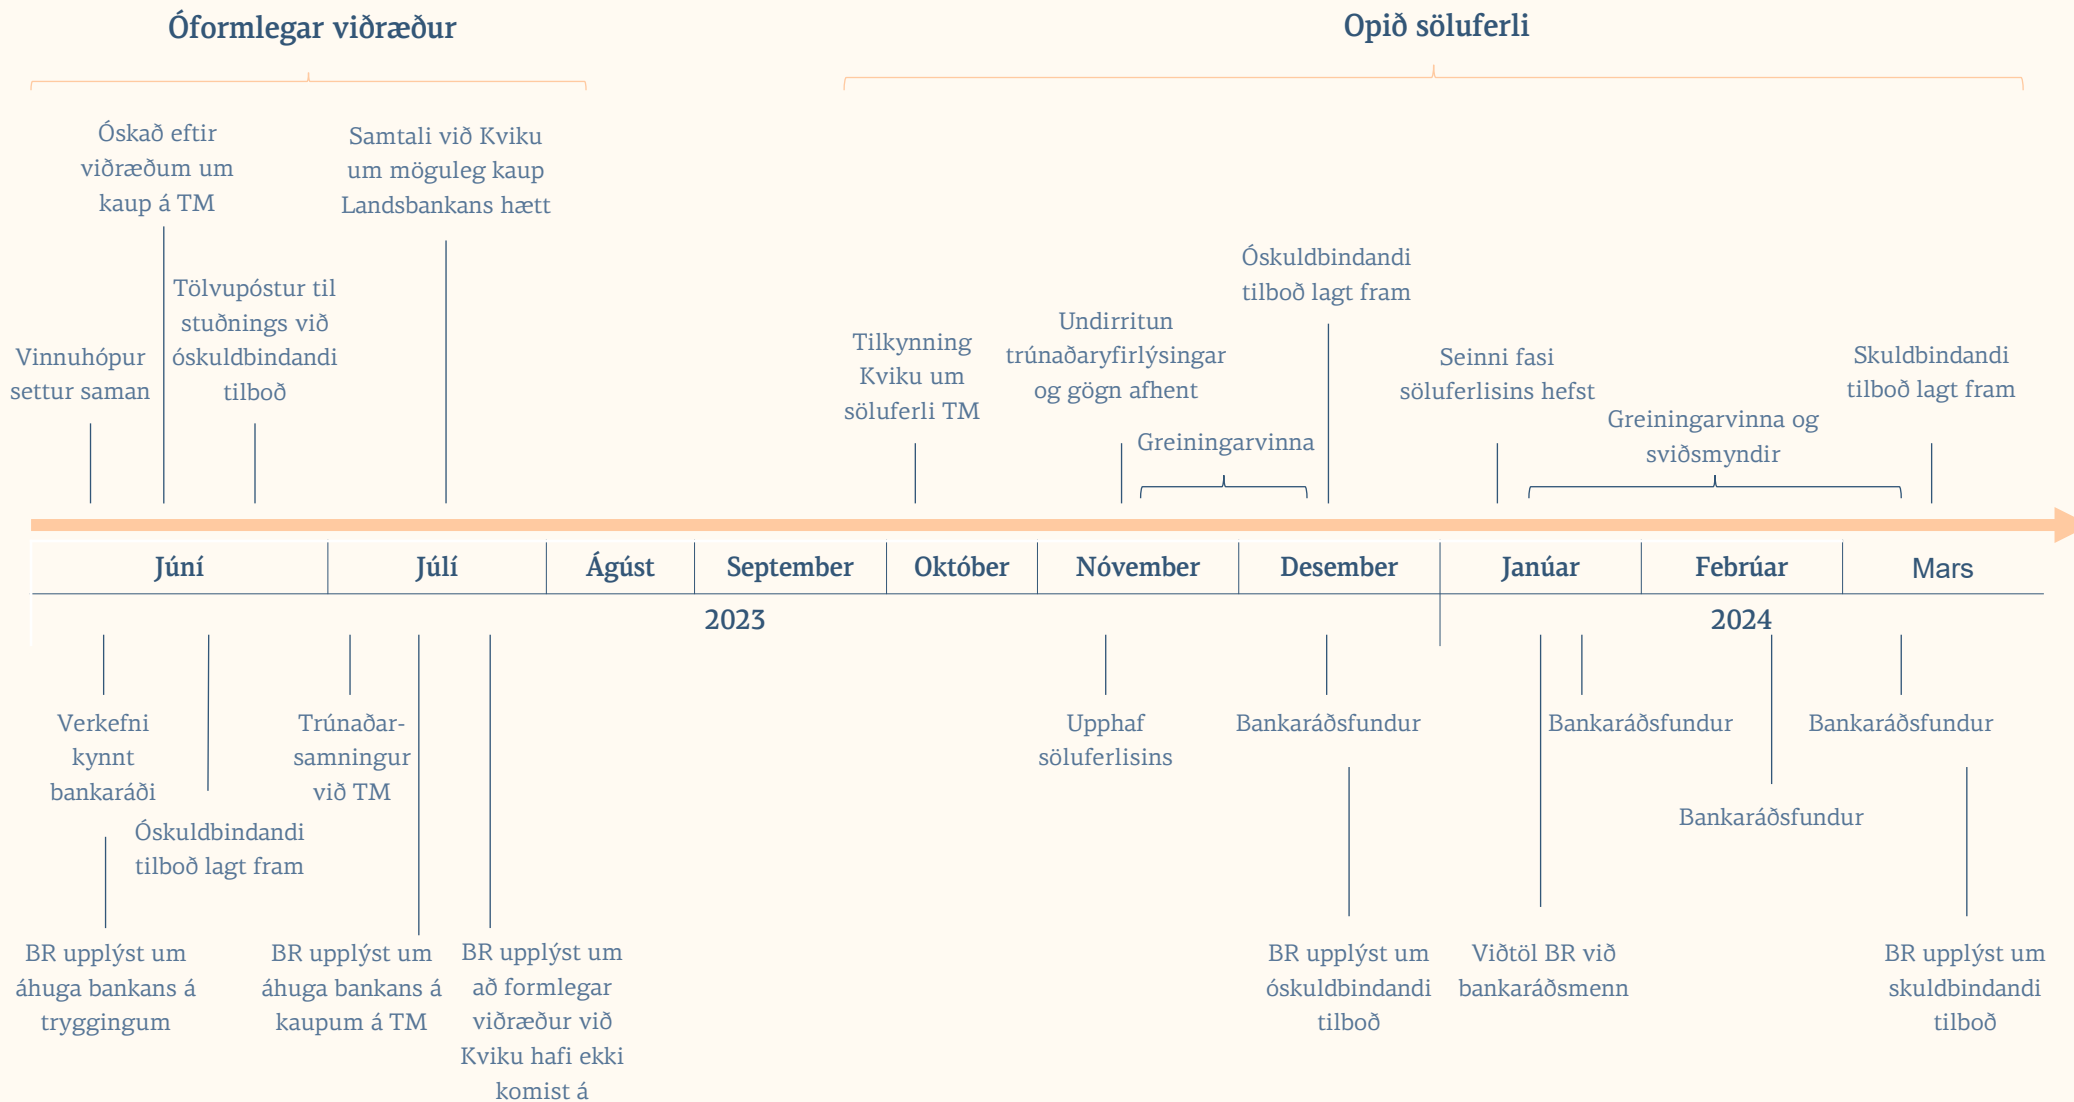 Óformlegar viðræður
Opið söluferli
Óskað eftir
viðræðum um
kaup á TM
Samtali við Kviku
um möguleg kaup
Landsbankans hætt
Vinnuhópur
settur saman
Tölvupóstur til
stuðnings við
óskuldbindandi
tilboð
Tilkynning
Kviku um
söluferli TM
Undirritun
trúnaðaryfirlýsingar
og gögn afhent
Greiningarvinna
Óskuldbindandi
tilboð lagt fram
Seinni fasi
söluferlisins hefst
Greiningarvinna og
sviðsmyndir
Skuldbindandi
tilboð lagt fram
Júní
Júlí
Ágúst
September
Október
Nóvember
Desember
Janúar
Febrúar
Mars
2023
2024
Verkefni
kynnt
bankaráði
Óskuldbindandi
tilboð lagt fram
Trúnaðar-
samningur
við TM
Upphaf
söluferlisins
Bankaráðsfundur
Bankaráðsfundur
Bankaráðsfundur
Bankaráðsfundur
BR upplýst um
áhuga bankans á
tryggingum
BR upplýst um
áhuga bankans á
kaupum á TM
BR upplýst um
að formlegar
viðræður við
Kviku hafi ekki
komist á
BR upplýst um
óskuldbindandi
tilboð
Viðtöl BR við
bankaráðsmenn
BR upplýst um
skuldbindandi
tilboð